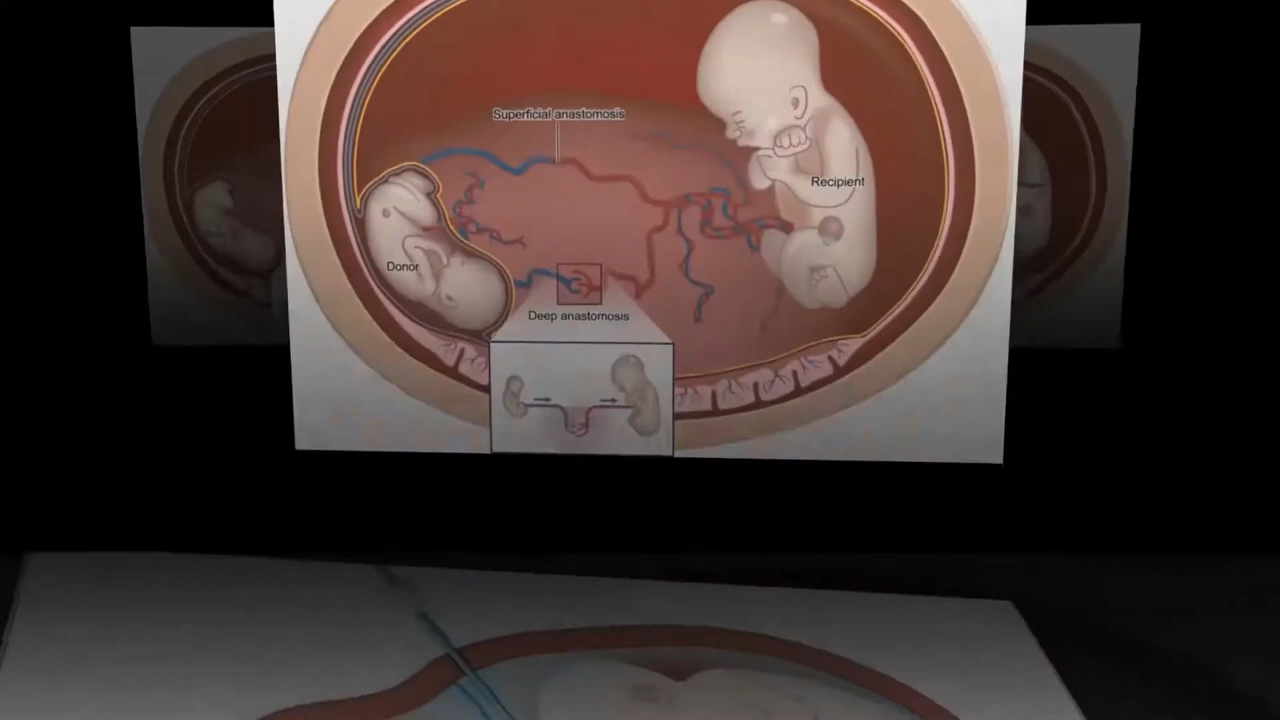 Superficial anastomosis
Recipient
Donor
Deep anastomosis